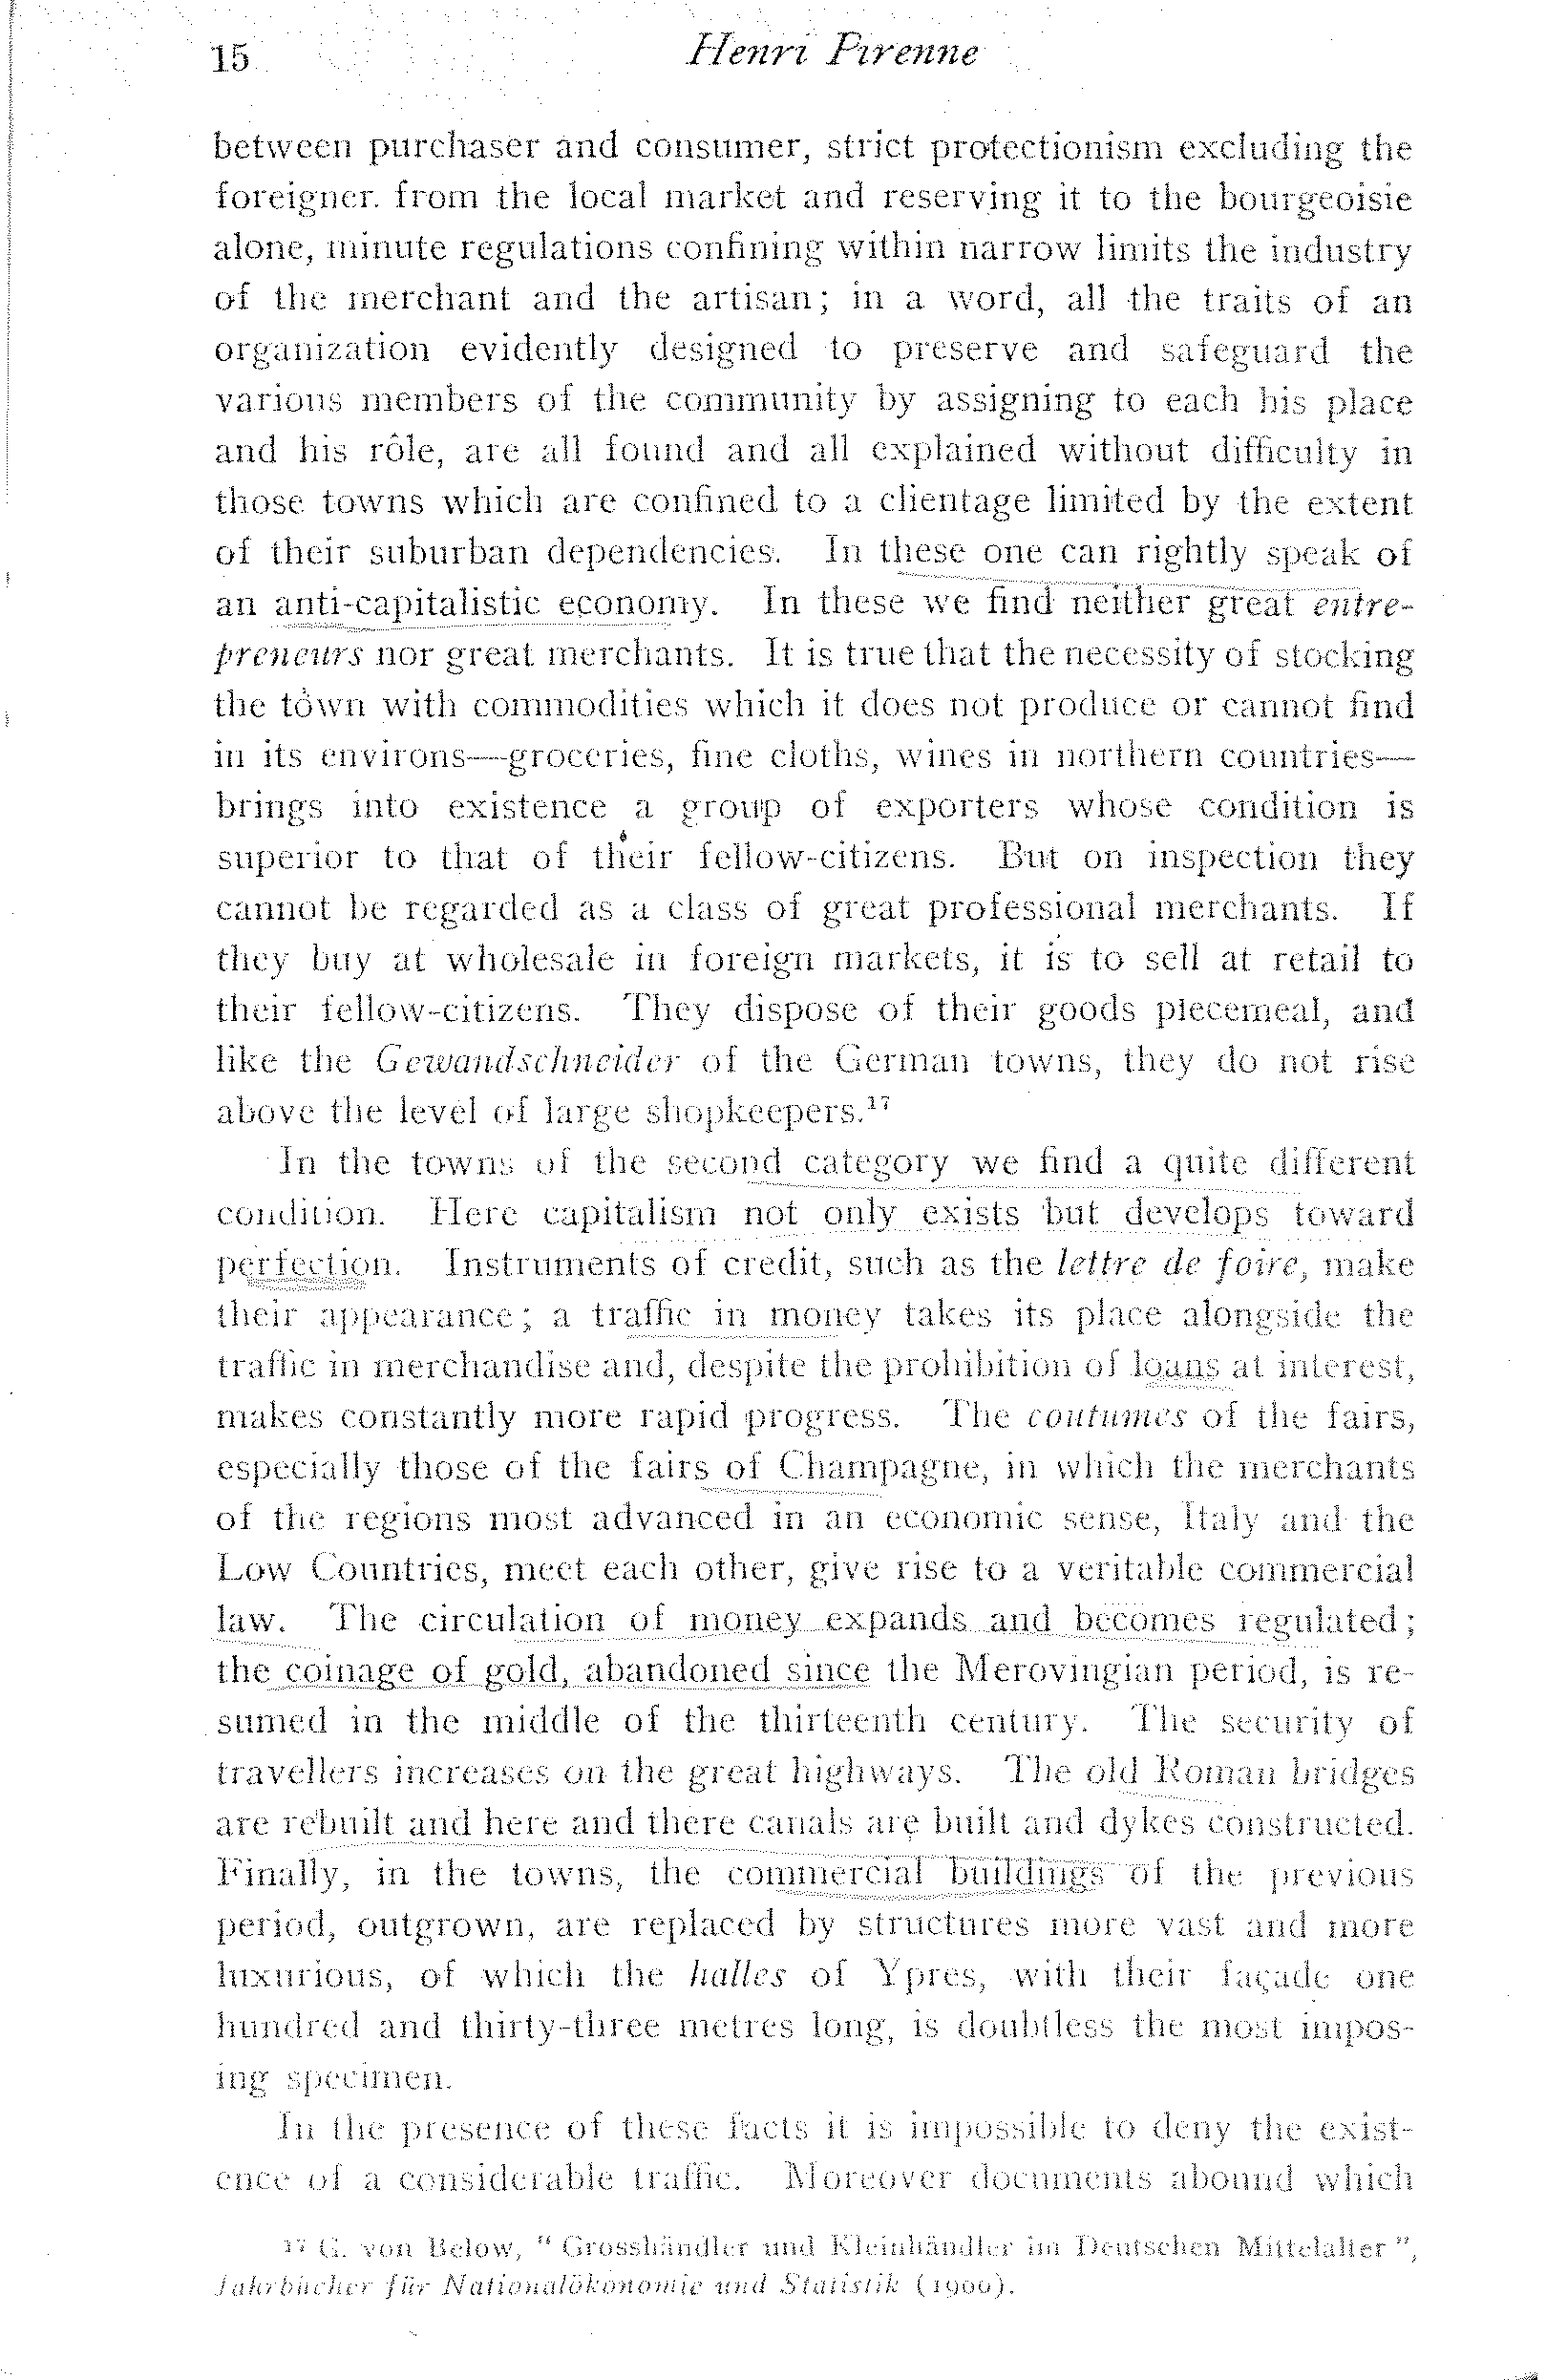 15 Henri Pirenne
between purchaser and consumer, strict protectionism excluding the
foreigner. from the local market and reserving it to the bourgeoisie
alone, minute regulations confining within narrow limits the industry
of the merchant and the artisan; in a word, all the traits of an
organization evidently designed to preserve and safeguard the
various members of the community by assigning to each his place
and his rôle, are all found and all explained without difficulty in
those towns which are confined to a clientage limited by the extent
of their suburban dependencies. In these one can rightly speak of
an anti-capitalistic economy. In these we find neither great entre-
preneurs nor great merchants. It is true that the necessity of stocking
the town with commodities which it does not produce or cannot find
in its environs—groceries, fine cloths, wines in northern countries—
brings into existence a group of exporters whose condition is
superior to that of their fellow-citizens. But on inspection they
cannot be regarded as a class of great professional merchants. If
they buy at wholesale in foreign markets, it is to sell at retail to
their fellow-citizens. They dispose of their goods piecemeal, and
like the Gewandschneider of the German towns, they do not rise
above the level of large shopkeepers.17
In the towns of the second category we find a quite different
condition. Here capitalism not only exists but develops toward
perfection. Instruments of credit, such as the lettre de foire, make
their appearance; a traffic in money takes its place alongside the
traffic in merchandise and, despite the prohibition of loans at interest,
makes constantly more rapid progress. The coutumes of the fairs,
especially those of the fairs of Champagne, in which the merchants
of the regions most advanced in an economic sense, Italy and the
Low Countries, meet each other, give rise to a veritable commercial
law. The circulation of money expands and becomes regulated;
the coinage of gold, abandoned since the Merovingian period, is re-
sumed in the middle of the thirteenth century. The security of
travellers increases on the great highways. The old Roman bridges
are rebuilt and here and there canals are built and dykes constructed.
Finally, in the towns, the commercial buildings of the previous
period, outgrown, are replaced by structures more vast and more
luxurious, of which the halles of Ypres, with their façade one
hundred and thirty-three metres long, is doubtless the most impos-
ing specimen.
In the presence of these facts it is impossible to deny the exist-
ence of a considerable traffic. Moreover documents abound which
17 G. von Below, "Grosshändler und Kleinhändler im Deutschen Mittelalter",
Jahrbücher für Nationalökonomie und Statistik (1900).